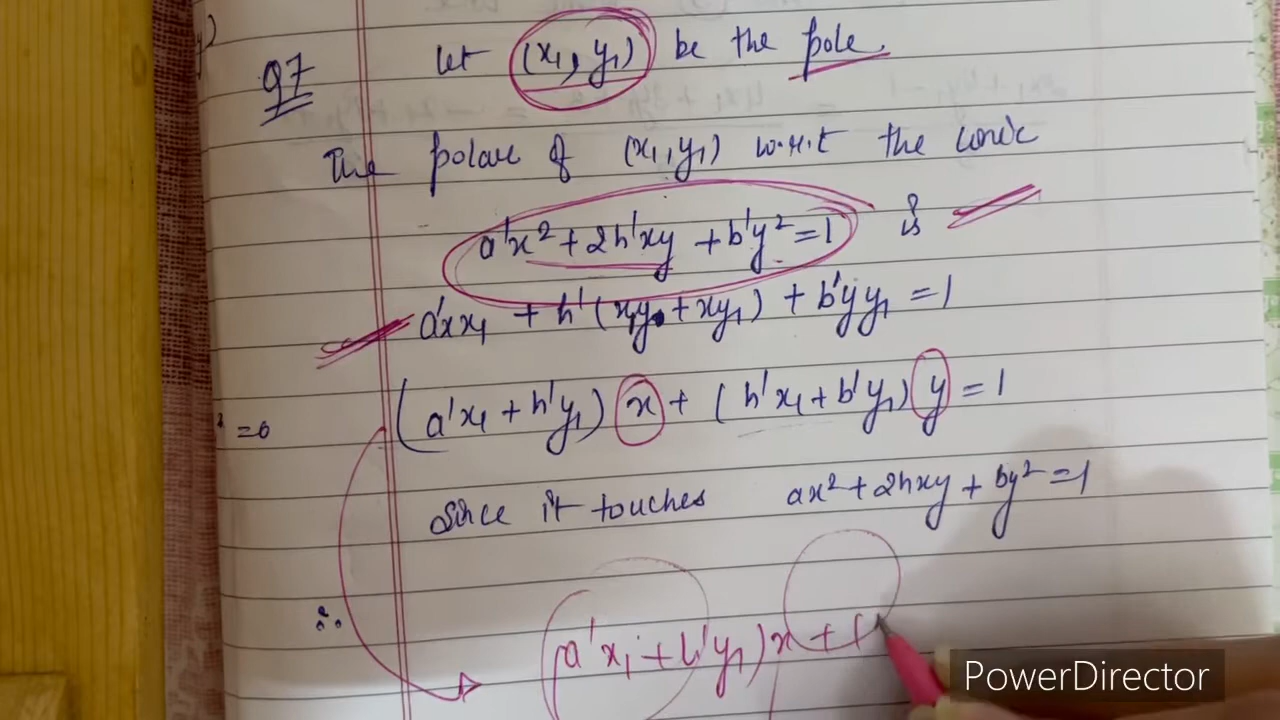 Q7 Let (x₁, y₁) be the pole.
The polar of (x₁, y₁) w.r.t the conic
a'x² + 2h'xy + b'y² = 1 is
a'xx₁ + h'(x₁y + xy₁) + b'yy₁ = 1
(a'x₁ + h'y₁) x + (h'x₁ + b'y₁) y = 1
= 0
Since it touches ax² + 2hxy + by² = 1
∴
(a'x₁ + h'y₁)x + (
PowerDirector